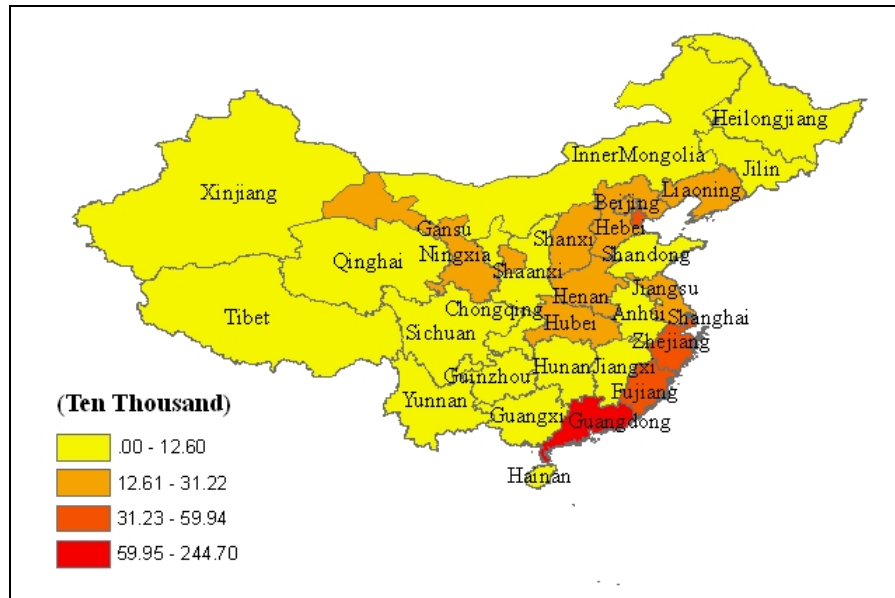 Heilongjiang
InnerMongolia
Jilin
Xinjiang
Liaoning
Beijing
Gansu
Shanxi
Hebei
Qinghai
Ningxia
Shandong
Shaanxi
Jiangsu
Henan
Tibet
Chongqing
Anhui
Shanghai
Sichuan
Hubei
Zhejiang
Hunan
Jiangxi
Guinzhou
Fujiang
Yunnan
Guangxi
Guangdong
Hainan
(Ten Thousand)
.00 - 12.60
12.61 - 31.22
31.23 - 59.94
59.95 - 244.70